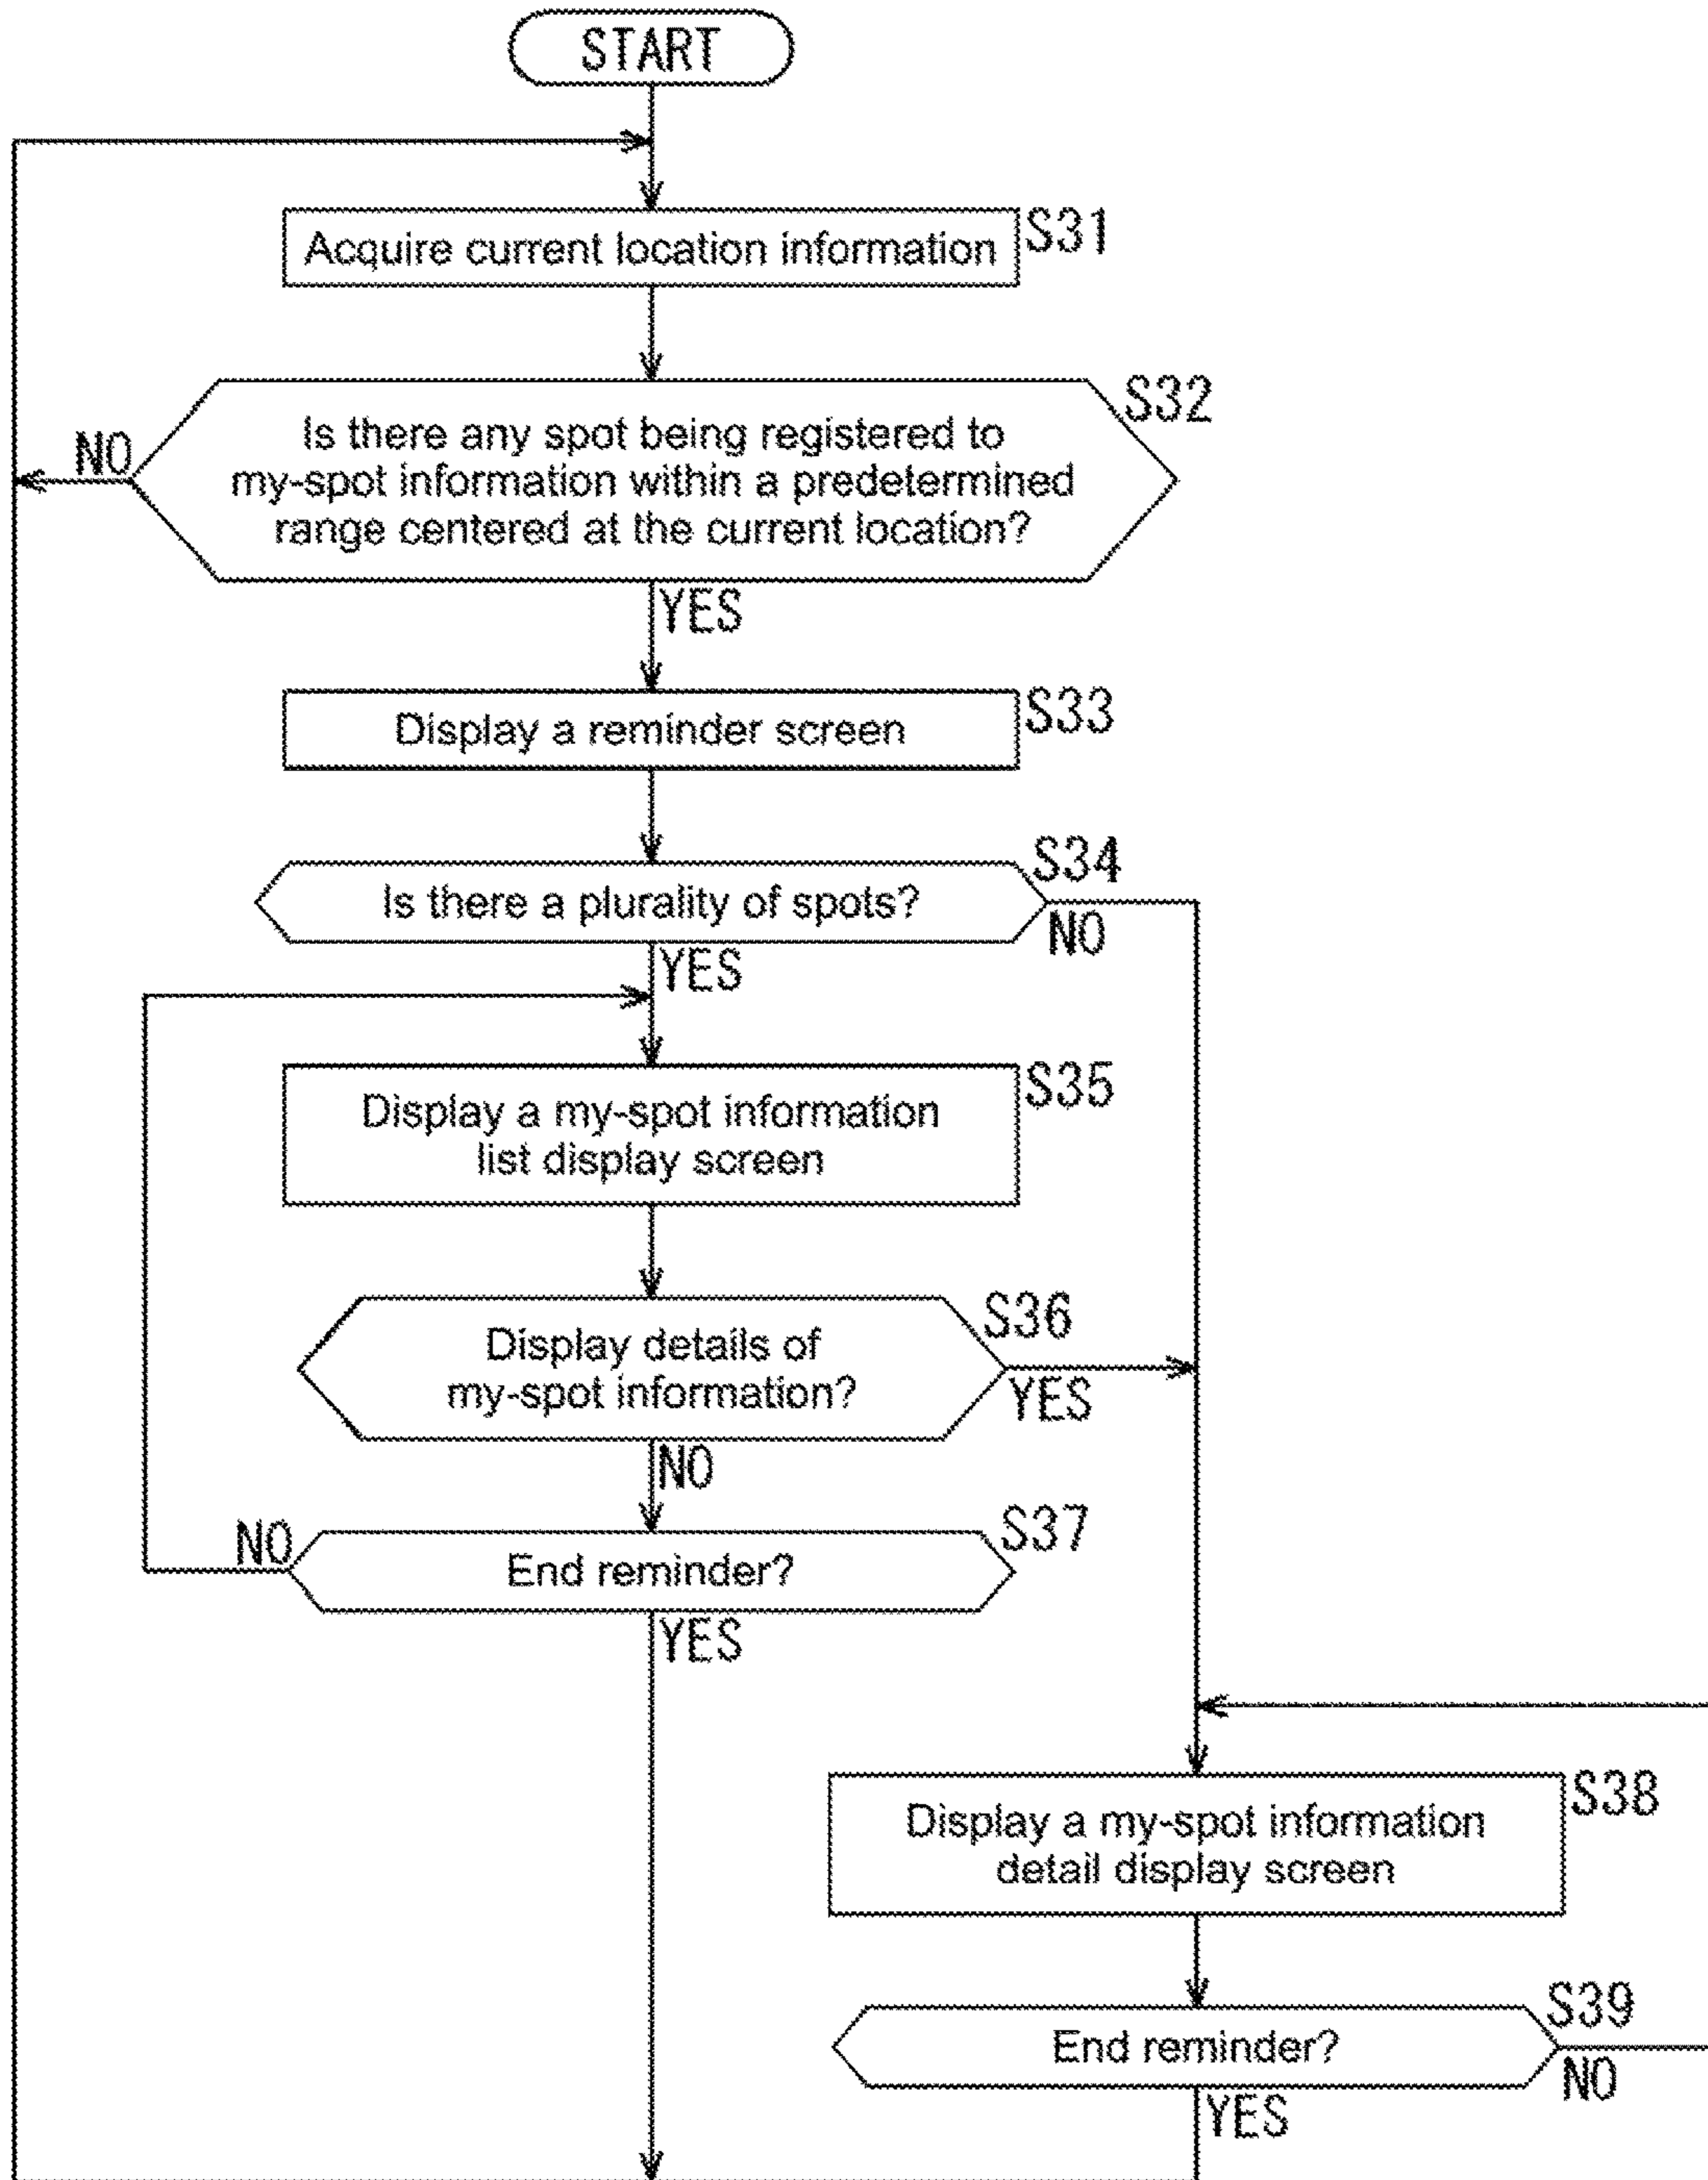 START
Acquire current location information
S31
S32
Is there any spot being registered to
my-spot information within a predetermined
range centered at the current location?
NO
YES
Display a reminder screen
S33
S34
Is there a plurality of spots?
NO
YES
S35
Display a my-spot information
list display screen
S36
Display details of
my-spot information?
YES
NO
S37
NO
End reminder?
YES
S38
Display a my-spot information
detail display screen
S39
End reminder?
NO
YES